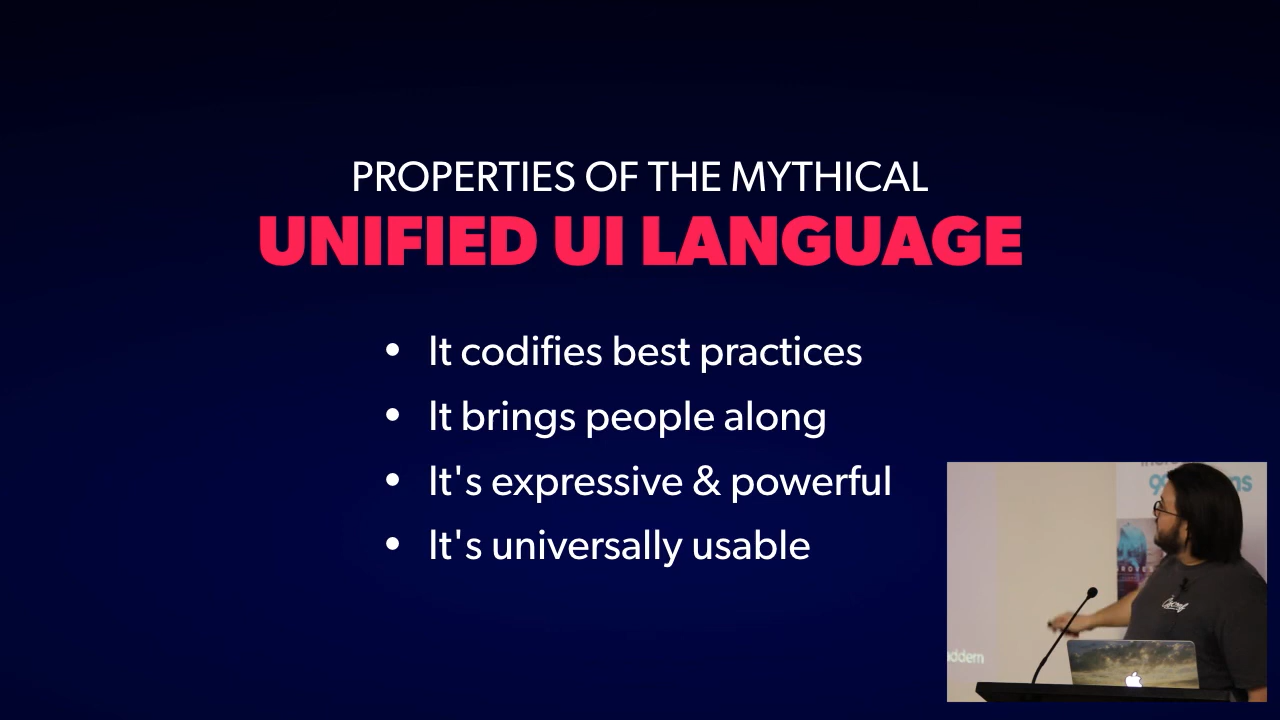 PROPERTIES OF THE MYTHICAL
UNIFIED UI LANGUAGE
• It codifies best practices
• It brings people along
• It's expressive & powerful
• It's universally usable
addern